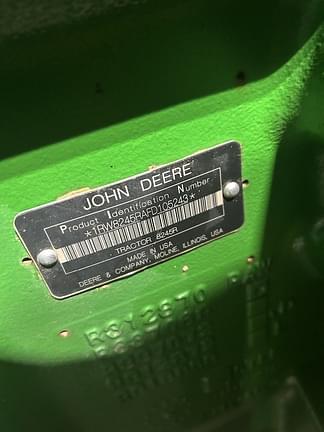 JOHN DEERE
Product Identification Number
*1RW8245RAFD105243*
TRACTOR 8245R
MADE IN USA
DEERE & COMPANY, MOLINE, ILLINOIS, USA